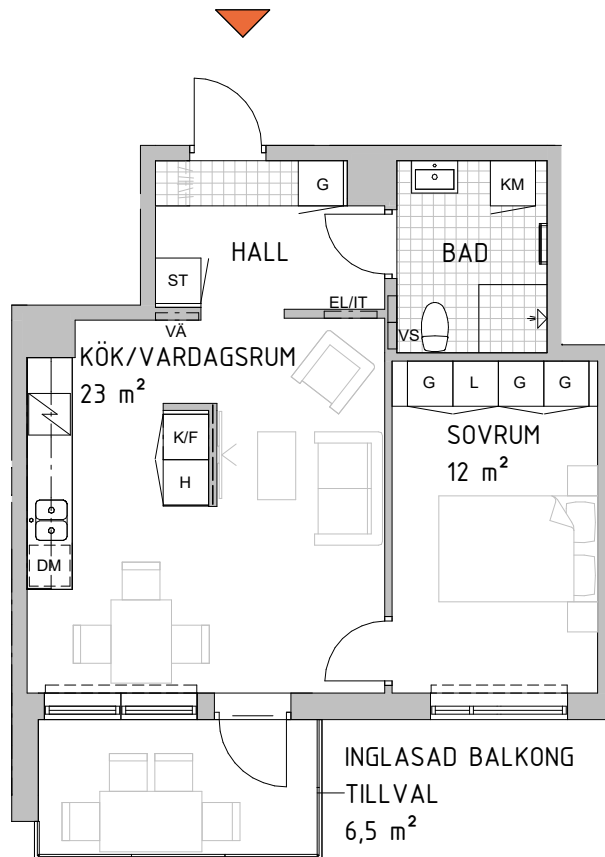 G
KM
HALL
BAD
ST
EL/IT
VÄ
VS
KÖK/VARDAGSRUM
23 m²
G
L
G
G
K/F
SOVRUM
12 m²
H
DM
INGLASAD BALKONG
TILLVAL
6,5 m²